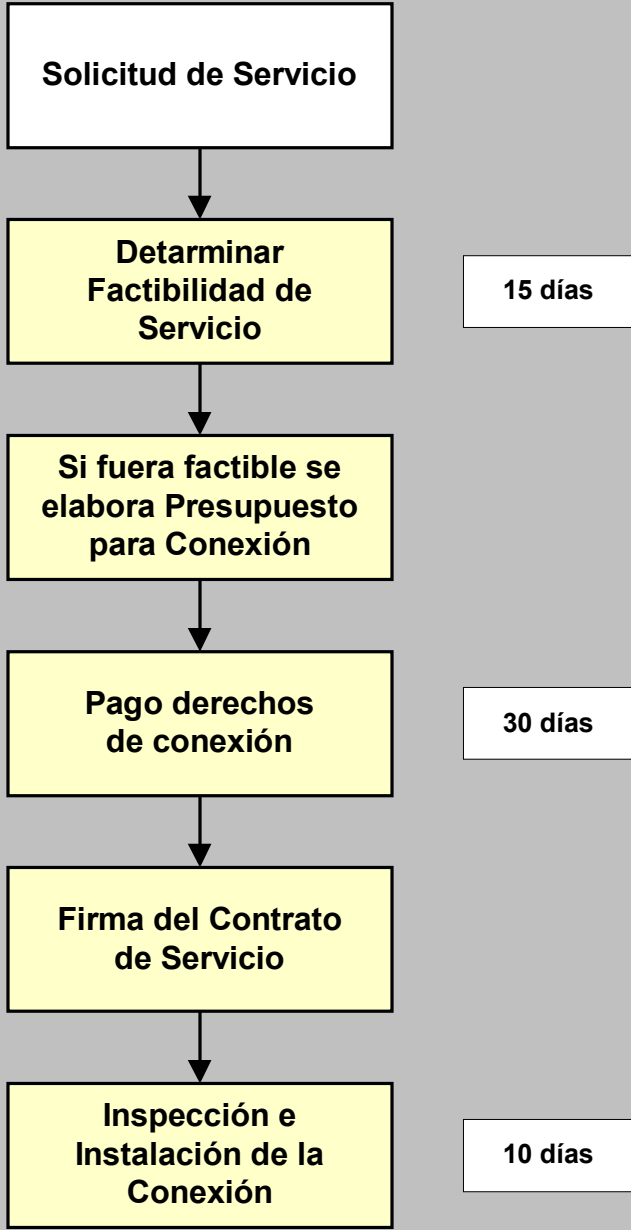 Solicitud de Servicio
Detarminar
Factibilidad de
Servicio
15 días
Si fuera factible se
elabora Presupuesto
para Conexión
Pago derechos
de conexión
30 días
Firma del Contrato
de Servicio
Inspección e
Instalación de la
Conexión
10 días